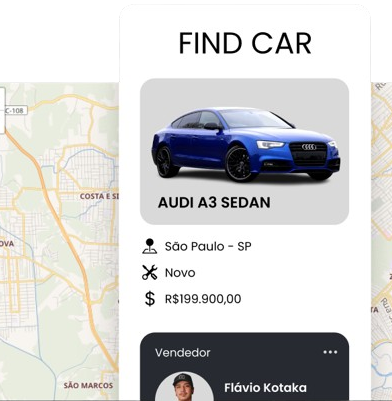 FIND CAR
C-108
AUDI A3 SEDAN
COSTA E SI
OVA
São Paulo - SP
Novo
R$199.900,00
Vendedor
Flávio Kotaka
SÃO MARCOS